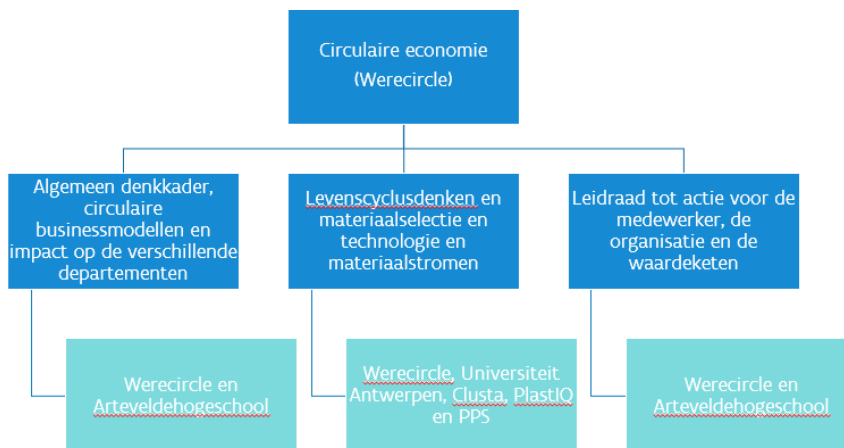 Circulaire economie
(Werecircle)
Algemeen denkkader,
circulaire
businessmodellen en
impact op de verschillende
departementen
Levenscyclusdenken en
materiaalselectie en
technologie en
materiaalstromen
Leidraad tot actie voor de
medewerker, de
organisatie en de
waardeketen
Werecircle en
Arteveldehogeschool
Werecircle, Universiteit
Antwerpen, Clusta, PlastIQ
en PPS
Werecircle en
Arteveldehogeschool